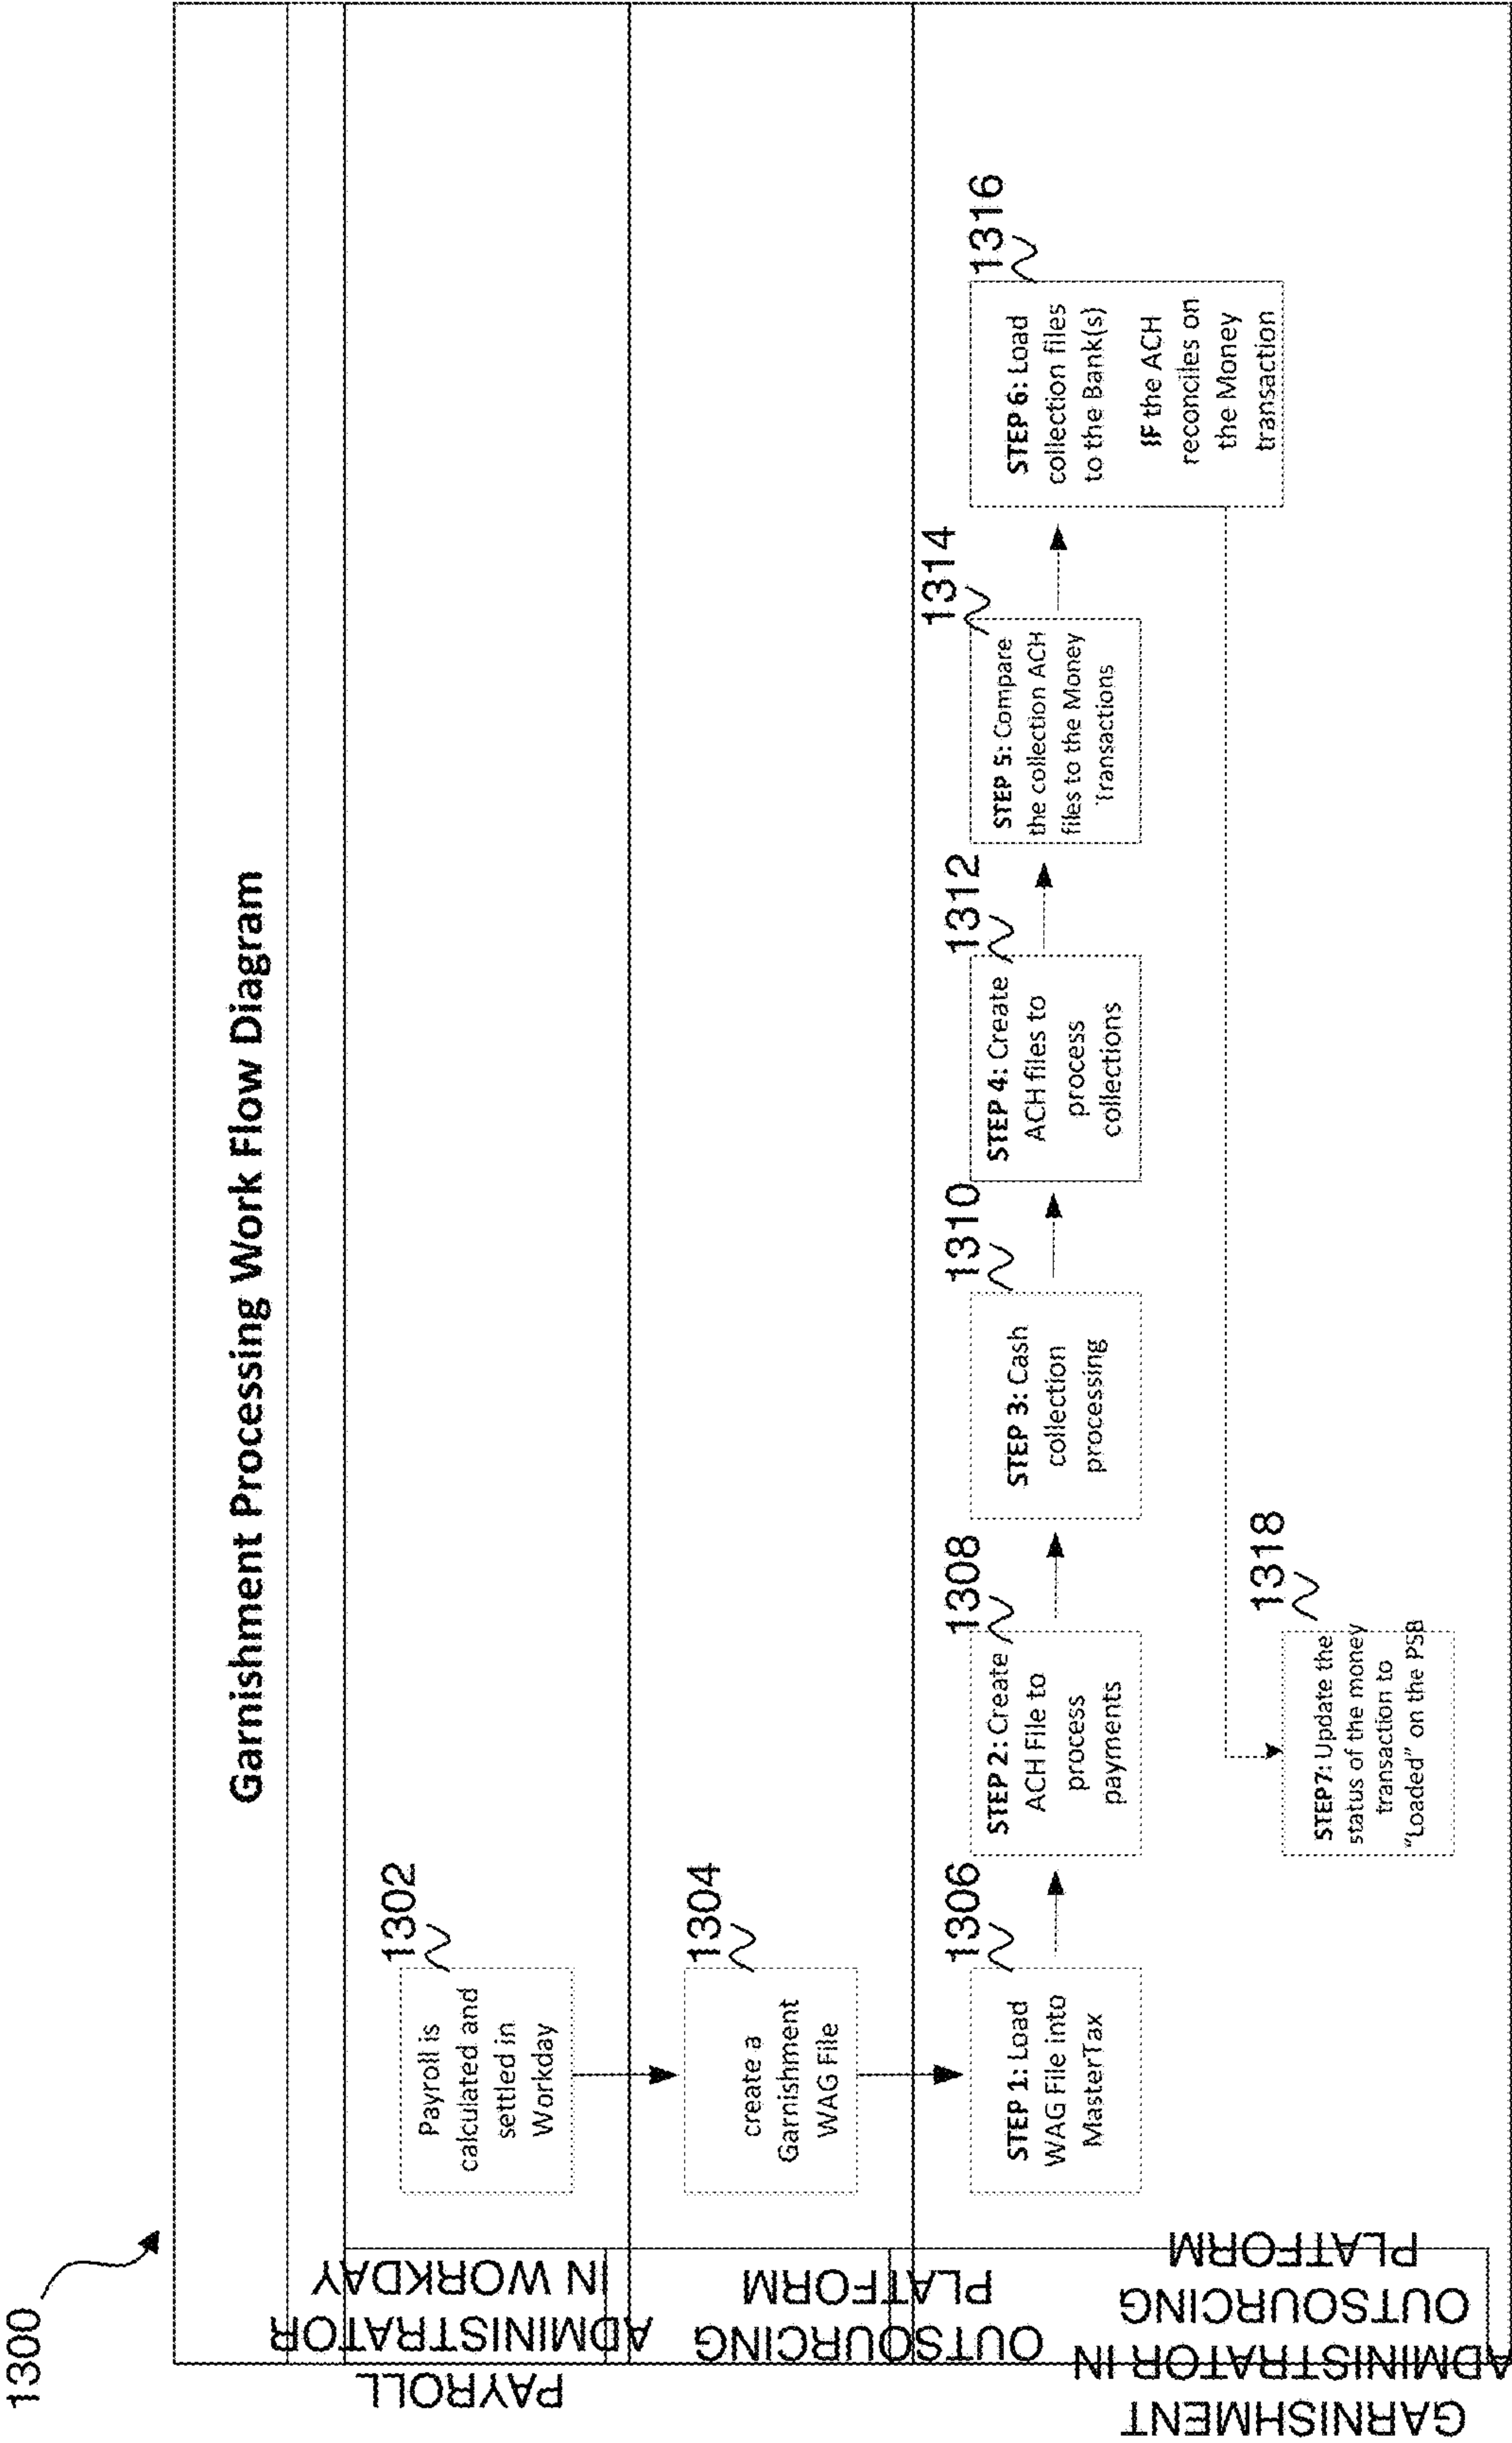 1300
Garnishment Processing Work Flow Diagram
PAYROLL
ADMINISTRATOR
IN WORKDAY
1302
Payroll is
calculated and
settled in
Workday
OUTSOURCING
PLATFORM
1304
create a
Garnishment
WAG File
GARNISHMENT
ADMINISTRATOR IN
OUTSOURCING
PLATFORM
1306
STEP 1: Load
WAG File into
MasterTax
1308
STEP 2: Create
ACH File to
process
payments
1310
STEP 3: Cash
collection
processing
1312
STEP 4: Create
ACH files to
process
collections
1314
STEP 5: Compare
the collection ACH
files to the Money
Transactions
1316
STEP 6: Load
collection files
to the Bank(s)
IF the ACH
reconciles on
the Money
transaction
1318
STEP7: Update the
status of the money
transaction to
“Loaded” on the PSB